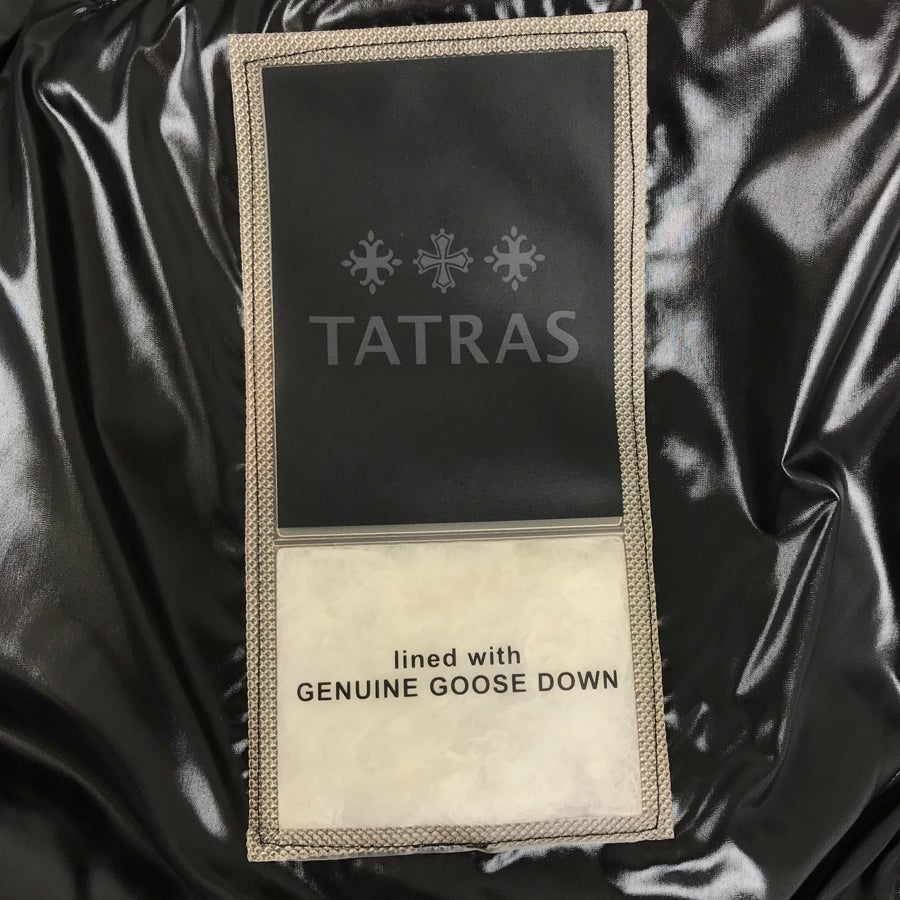 TATRAS
lined with
GENUINE GOOSE DOWN